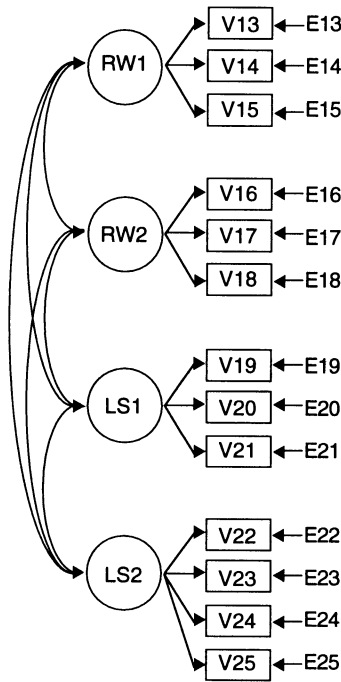 V13 E13
RW1 V14 E14
V15 E15
V16 E16
RW2 V17 E17
V18 E18
V19 E19
LS1 V20 E20
V21 E21
V22 E22
LS2 V23 E23
V24 E24
V25 E25